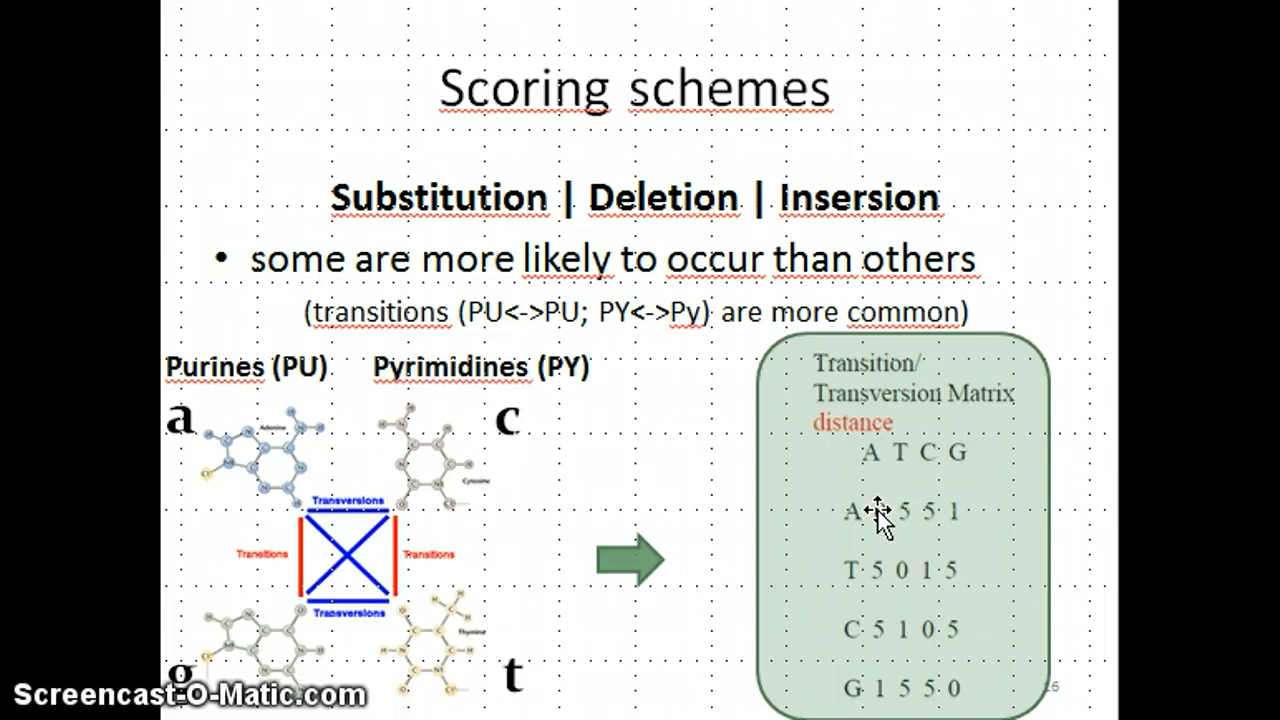 Scoring schemes
Substitution | Deletion | Insersion
• some are more likely to occur than others
(transitions (PU<->PU; PY<->Py) are more common)
Purines (PU) Pyrimidines (PY)
a
Adenine
c
Cytosine
Transversions
Transitions
Transitions
Transversions
g
Thymine
t
Transition/
Transversion Matrix
distance
A T C G
A 5 5 1
T 5 0 1 5
C 5 1 0 5
G 1 5 5 0
Screencast-O-Matic.com